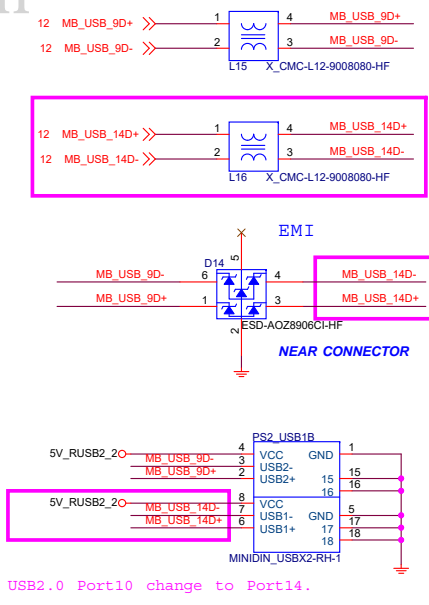 12 MB_USB_9D+ 1 4 MB_USB_9D+
12 MB_USB_9D- 2 3 MB_USB_9D-
L15 X_CMC-L12-9008080-HF
12 MB_USB_14D+ 1 4 MB_USB_14D+
12 MB_USB_14D- 2 3 MB_USB_14D-
L16 X_CMC-L12-9008080-HF
EMI
D14 5
MB_USB_9D- 6 4 MB_USB_14D-
MB_USB_9D+ 1 3 MB_USB_14D+
2 ESD-AOZ8906CI-HF
NEAR CONNECTOR
PS2_USB1B
5V_RUSB2_2 4 VCC GND 1
MB_USB_9D- 3 USB2-
MB_USB_9D+ 2 USB2+ 15 15
16 16
5V_RUSB2_2 8 VCC
MB_USB_14D- 7 USB1- GND 5
MB_USB_14D+ 6 USB1+ 17 17
18 18
MINIDIN_USBX2-RH-1
USB2.0 Port10 change to Port14.